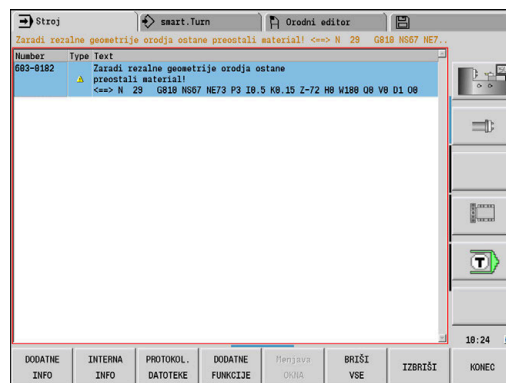 Stroj
smart.Turn
Orodni editor
Zaradi rezalne geometrije orodja ostane preostali material! <==> N 29 G810 NS67 NE7..
Number Type Text
603-0182 Zaradi rezalne geometrije orodja ostane
preostali material!
<==> N 29 G810 NS67 NE73 P3 I0.5 K0.15 Z-72 H0 W180 Q0 V0 D1 O0
T
10:24
DODATNE INFO
INTERNA INFO
PROTOKOL. DATOTEKE
DODATNE FUNKCIJE
Menjava OKNA
BRIŠI VSE
IZBRIŠI
KONEC